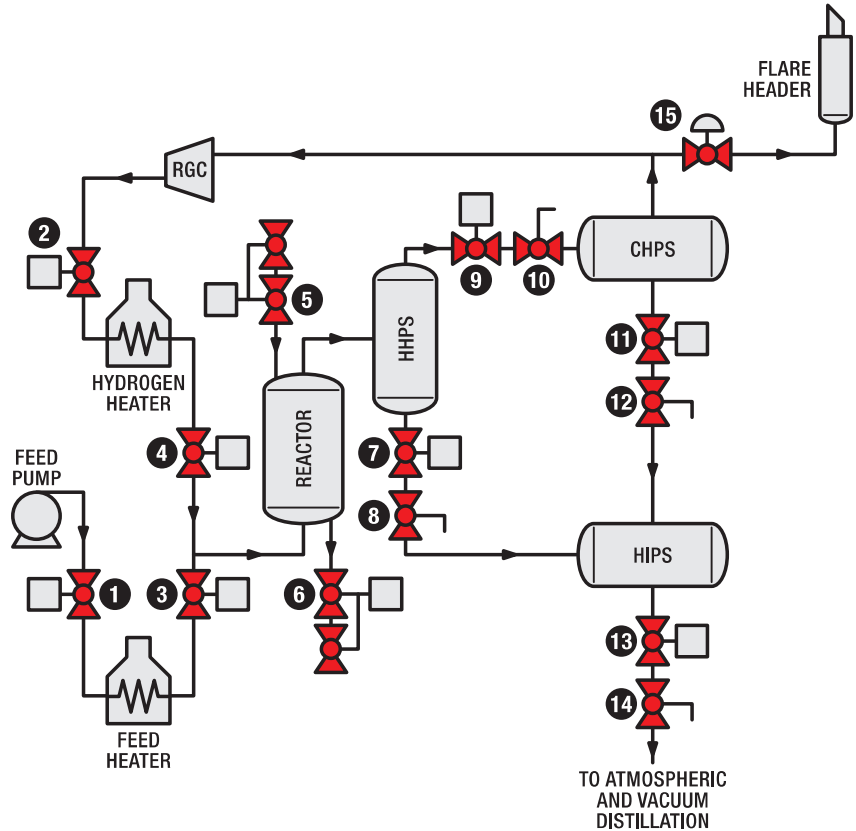 FLARE
HEADER
15
RGC
2
9
10
CHPS
5
HHPS
11
HYDROGEN
HEATER
12
REACTOR
4
7
FEED
PUMP
8
HIPS
1
3
6
13
14
FEED
HEATER
TO ATMOSPHERIC
AND VACUUM
DISTILLATION